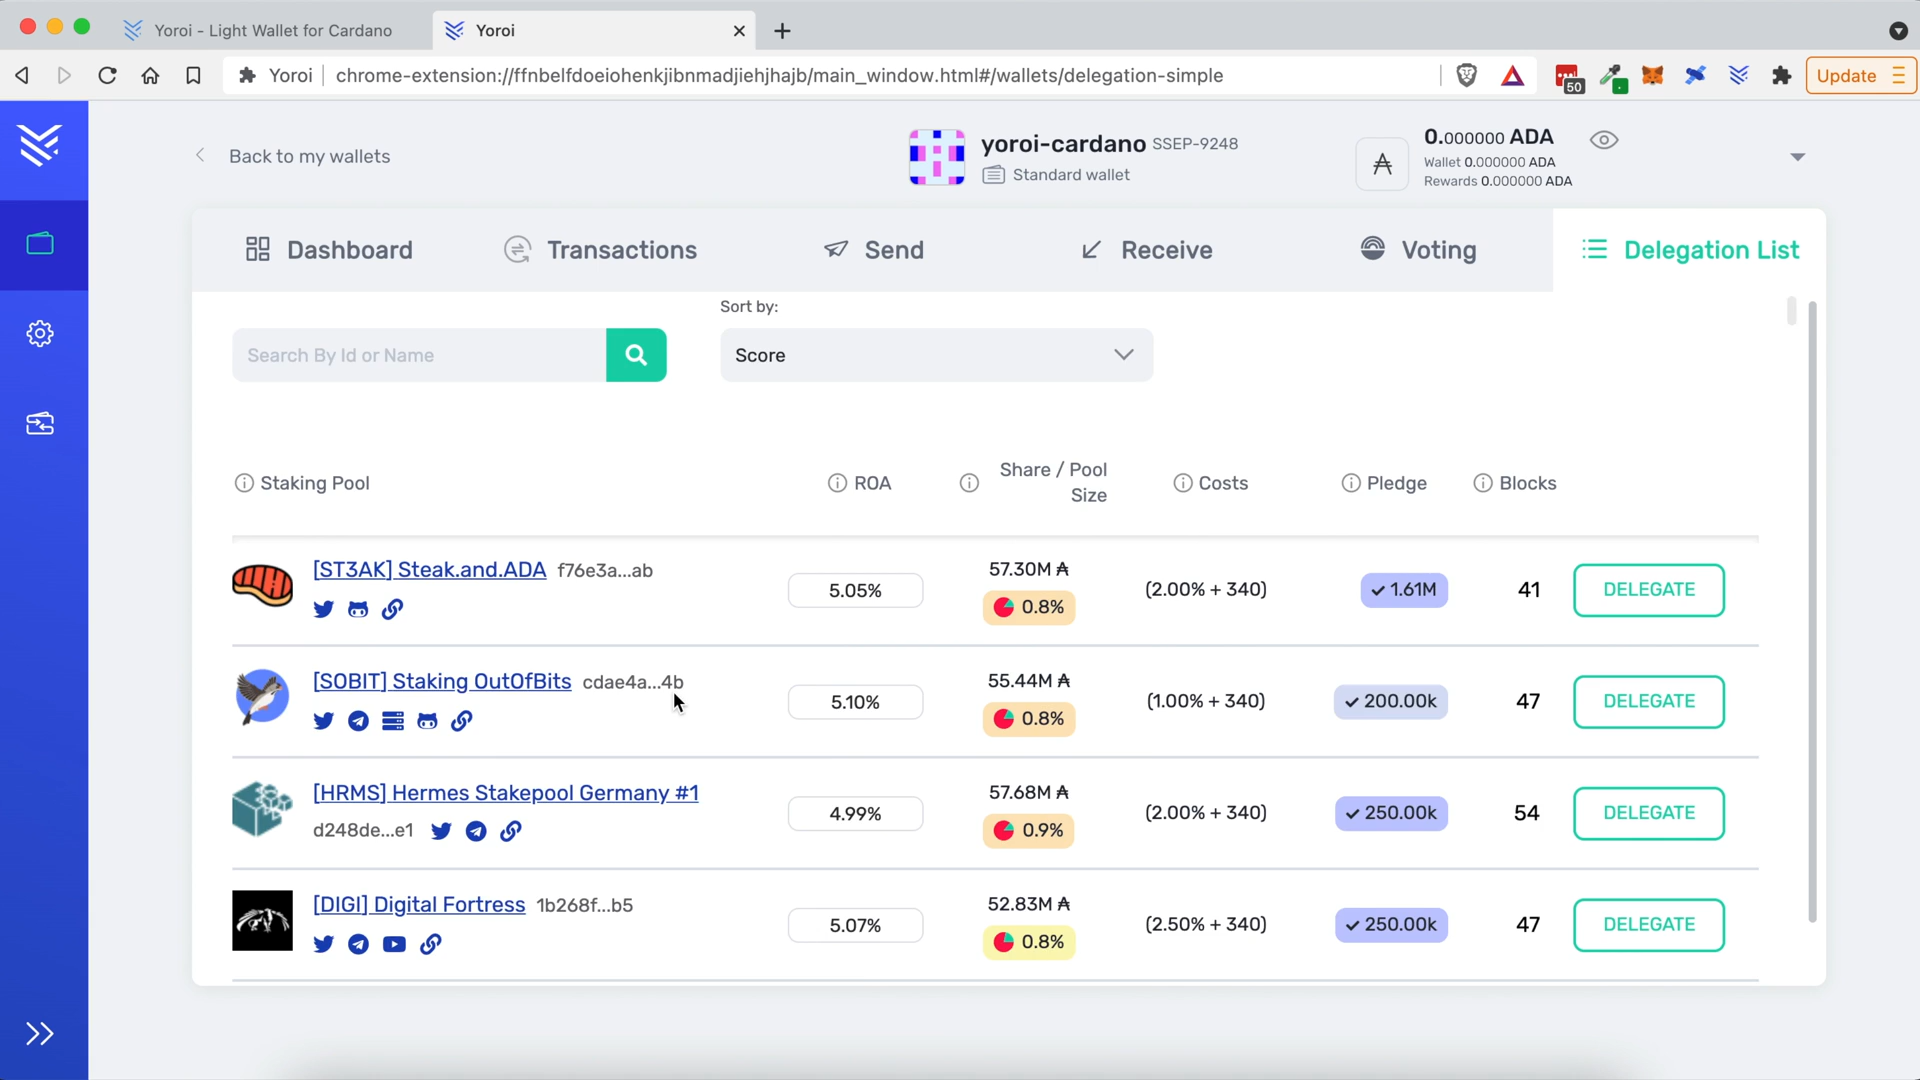 Yoroi - Light Wallet for Cardano
Yoroi
Yoroi
chrome-extension://ffnbelfdoeiohenkjibnmadjiehjhajb/main_window.html#/wallets/delegation-simple
50
Update
Back to my wallets
yoroi-cardano SSEP-9248
Standard wallet
0.000000 ADA
Wallet 0.000000 ADA
Rewards 0.000000 ADA
Dashboard
Transactions
Send
Receive
Voting
Delegation List
Sort by:
Search By Id or Name
Score
Staking Pool
ROA
Share / Pool
Size
Costs
Pledge
Blocks
[ST3AK] Steak.and.ADA f76e3a...ab
5.05%
57.30M ₳
0.8%
(2.00% + 340)
1.61M
41
DELEGATE
[SOBIT] Staking OutOfBits cdae4a...4b
5.10%
55.44M ₳
0.8%
(1.00% + 340)
200.00k
47
DELEGATE
[HRMS] Hermes Stakepool Germany #1
d248de...e1
4.99%
57.68M ₳
0.9%
(2.00% + 340)
250.00k
54
DELEGATE
[DIGI] Digital Fortress 1b268f...b5
5.07%
52.83M ₳
0.8%
(2.50% + 340)
250.00k
47
DELEGATE